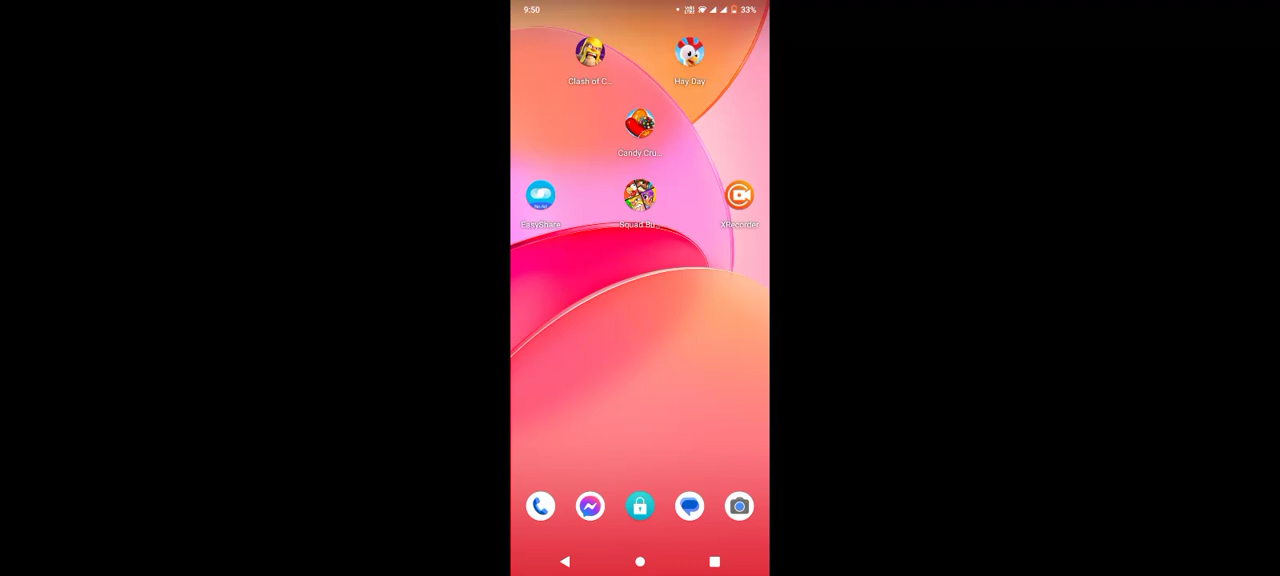 9:50
33%
Clash of C...
Hay Day
Candy Cru...
EasyShare
Squad Bu...
XRecorder